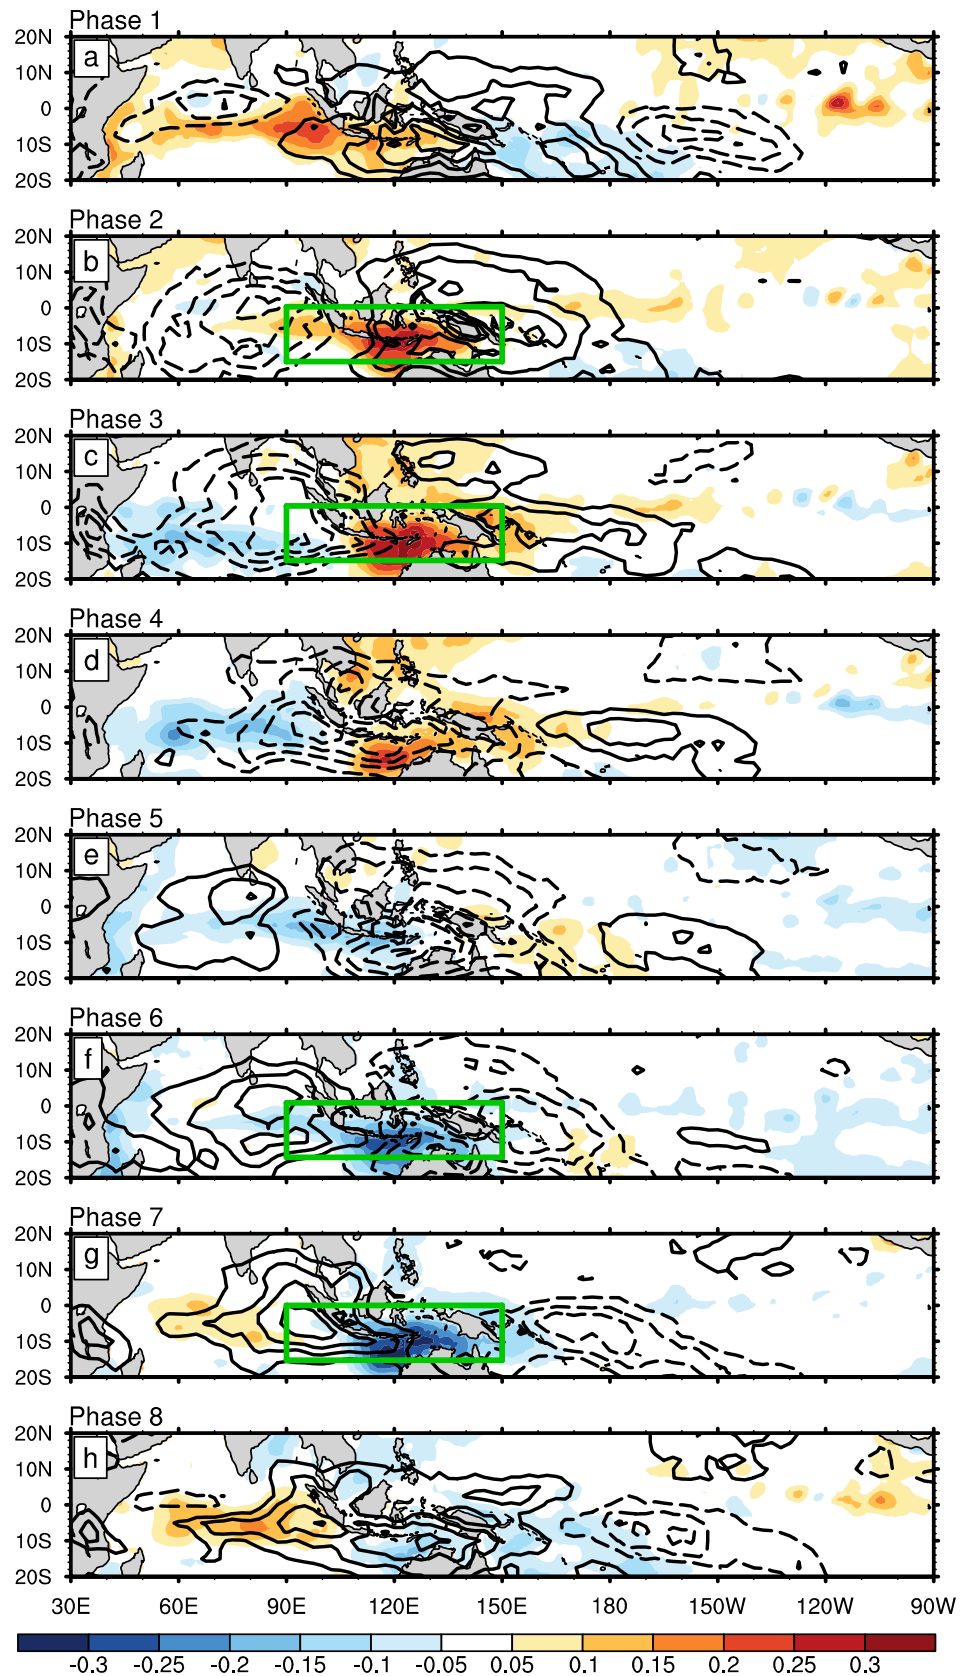 Phase 1
a
20N
10N
0
10S
20S
Phase 2
b
20N
10N
0
10S
20S
Phase 3
c
20N
10N
0
10S
20S
Phase 4
d
20N
10N
0
10S
20S
Phase 5
e
20N
10N
0
10S
20S
Phase 6
f
20N
10N
0
10S
20S
Phase 7
g
20N
10N
0
10S
20S
Phase 8
h
20N
10N
0
10S
20S
30E 60E 90E 120E 150E 180 150W 120W 90W
-0.3 -0.25 -0.2 -0.15 -0.1 -0.05 0.05 0.1 0.15 0.2 0.25 0.3